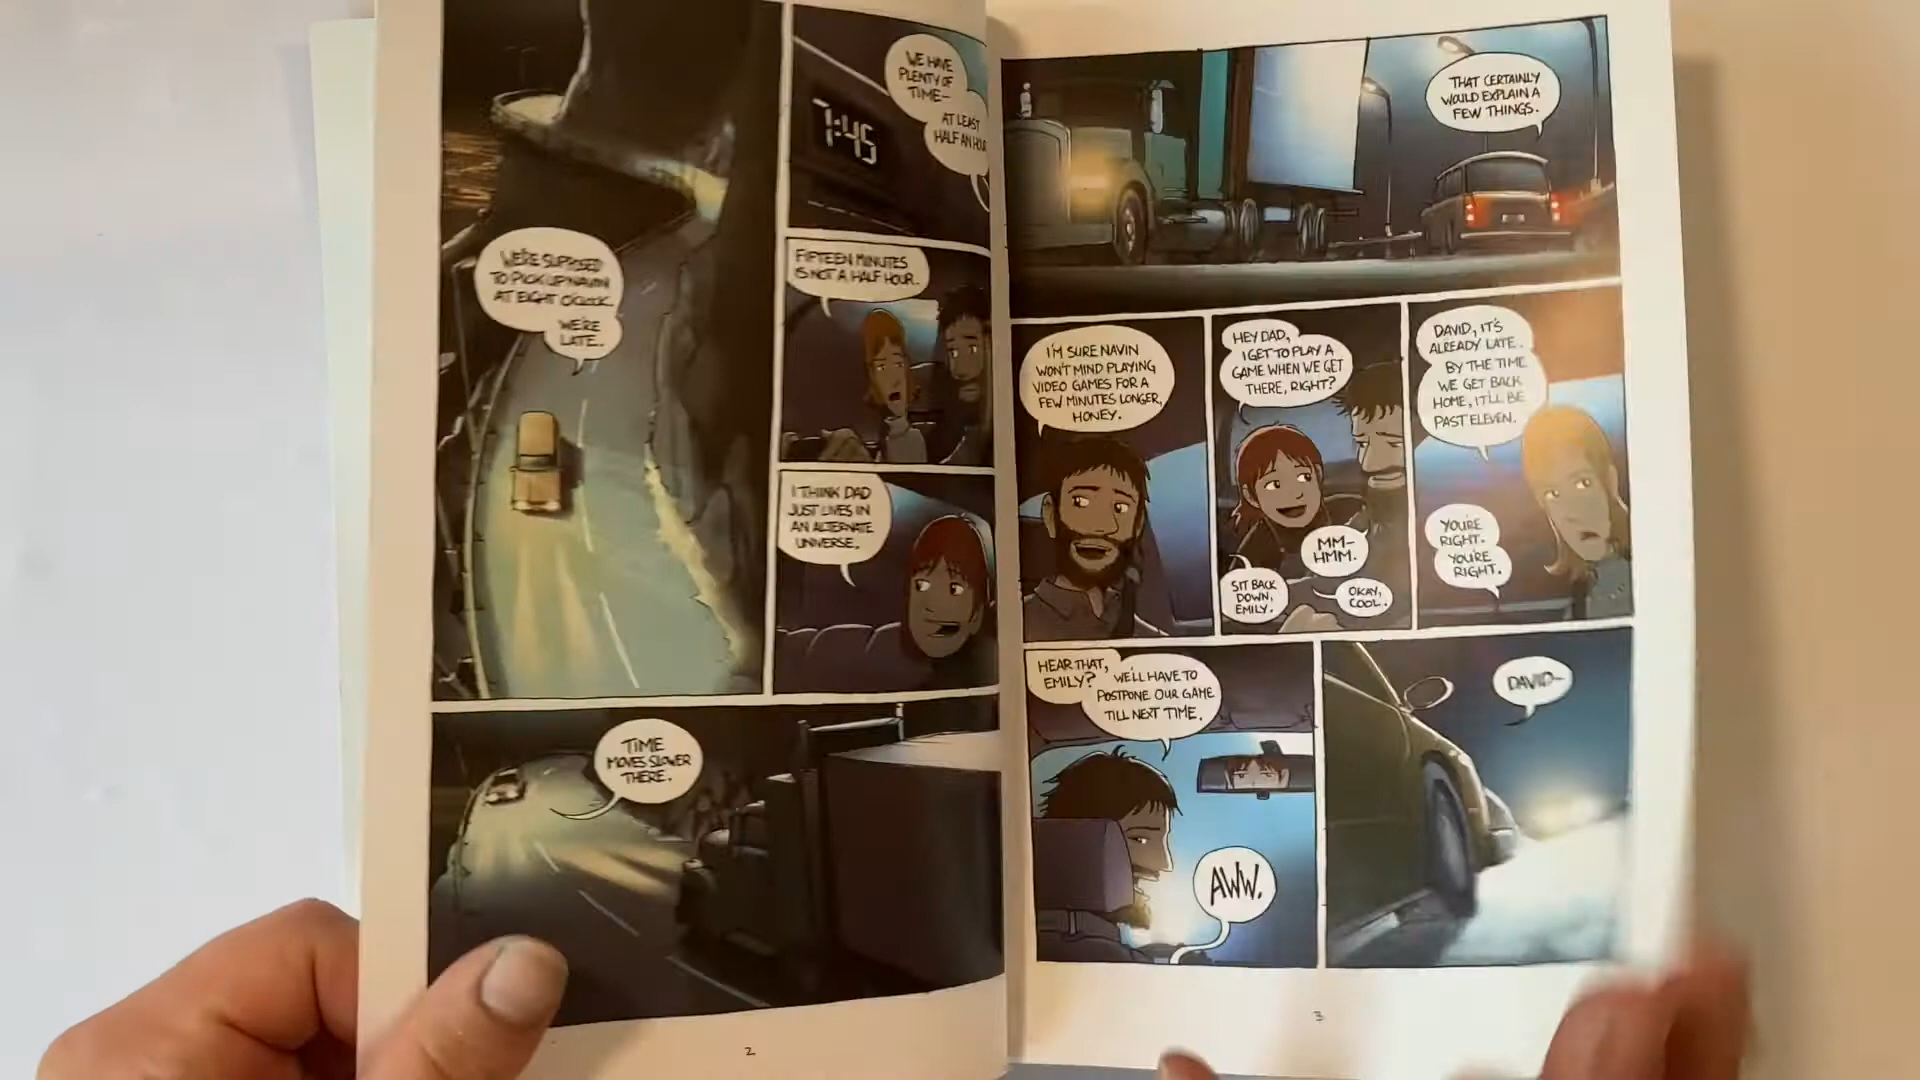 WE'RE SUPPOSED
TO PICK UP NAVIN
AT EIGHT O'CLOCK.
WE'RE
LATE.
WE HAVE
PLENTY OF
TIME—
AT LEAST
HALF AN HOUR
7:45
FIFTEEN MINUTES
IS NOT A HALF HOUR.
I THINK DAD
JUST LIVES IN
AN ALTERNATE
UNIVERSE.
TIME
MOVES SLOWER
THERE.
2
THAT CERTAINLY
WOULD EXPLAIN A
FEW THINGS.
I'M SURE NAVIN
WON'T MIND PLAYING
VIDEO GAMES FOR A
FEW MINUTES LONGER,
HONEY.
HEY DAD,
I GET TO PLAY A
GAME WHEN WE GET
THERE, RIGHT?
MM-
HMM.
SIT BACK
DOWN,
EMILY.
OKAY,
COOL.
DAVID, IT'S
ALREADY LATE.
BY THE TIME
WE GET BACK
HOME, IT'LL BE
PAST ELEVEN.
YOU'RE
RIGHT.
YOU'RE
RIGHT.
HEAR THAT,
EMILY?
WE'LL HAVE TO
POSTPONE OUR GAME
TILL NEXT TIME.
AWW.
DAVID—
3